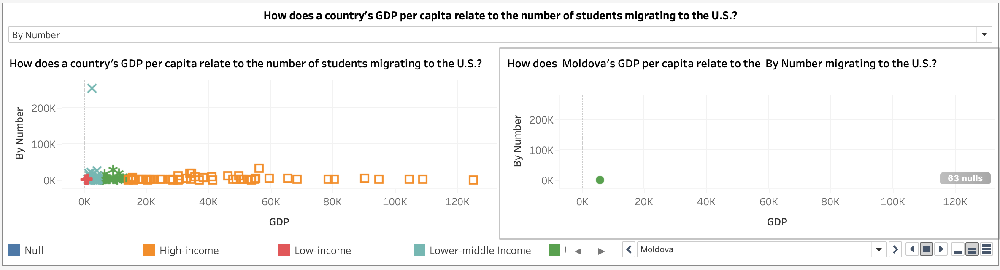 How does a country's GDP per capita relate to the number of students migrating to the U.S.?
By Number
How does a country's GDP per capita relate to the number of students migrating to the U.S.?
By Number
200K
100K
0K
0K 20K 40K 60K 80K 100K 120K
GDP
How does Moldova's GDP per capita relate to the By Number migrating to the U.S.?
By Number
200K
100K
0K
63 nulls
0K 20K 40K 60K 80K 100K 120K
GDP
Null High-income Low-income Lower-middle Income
Moldova